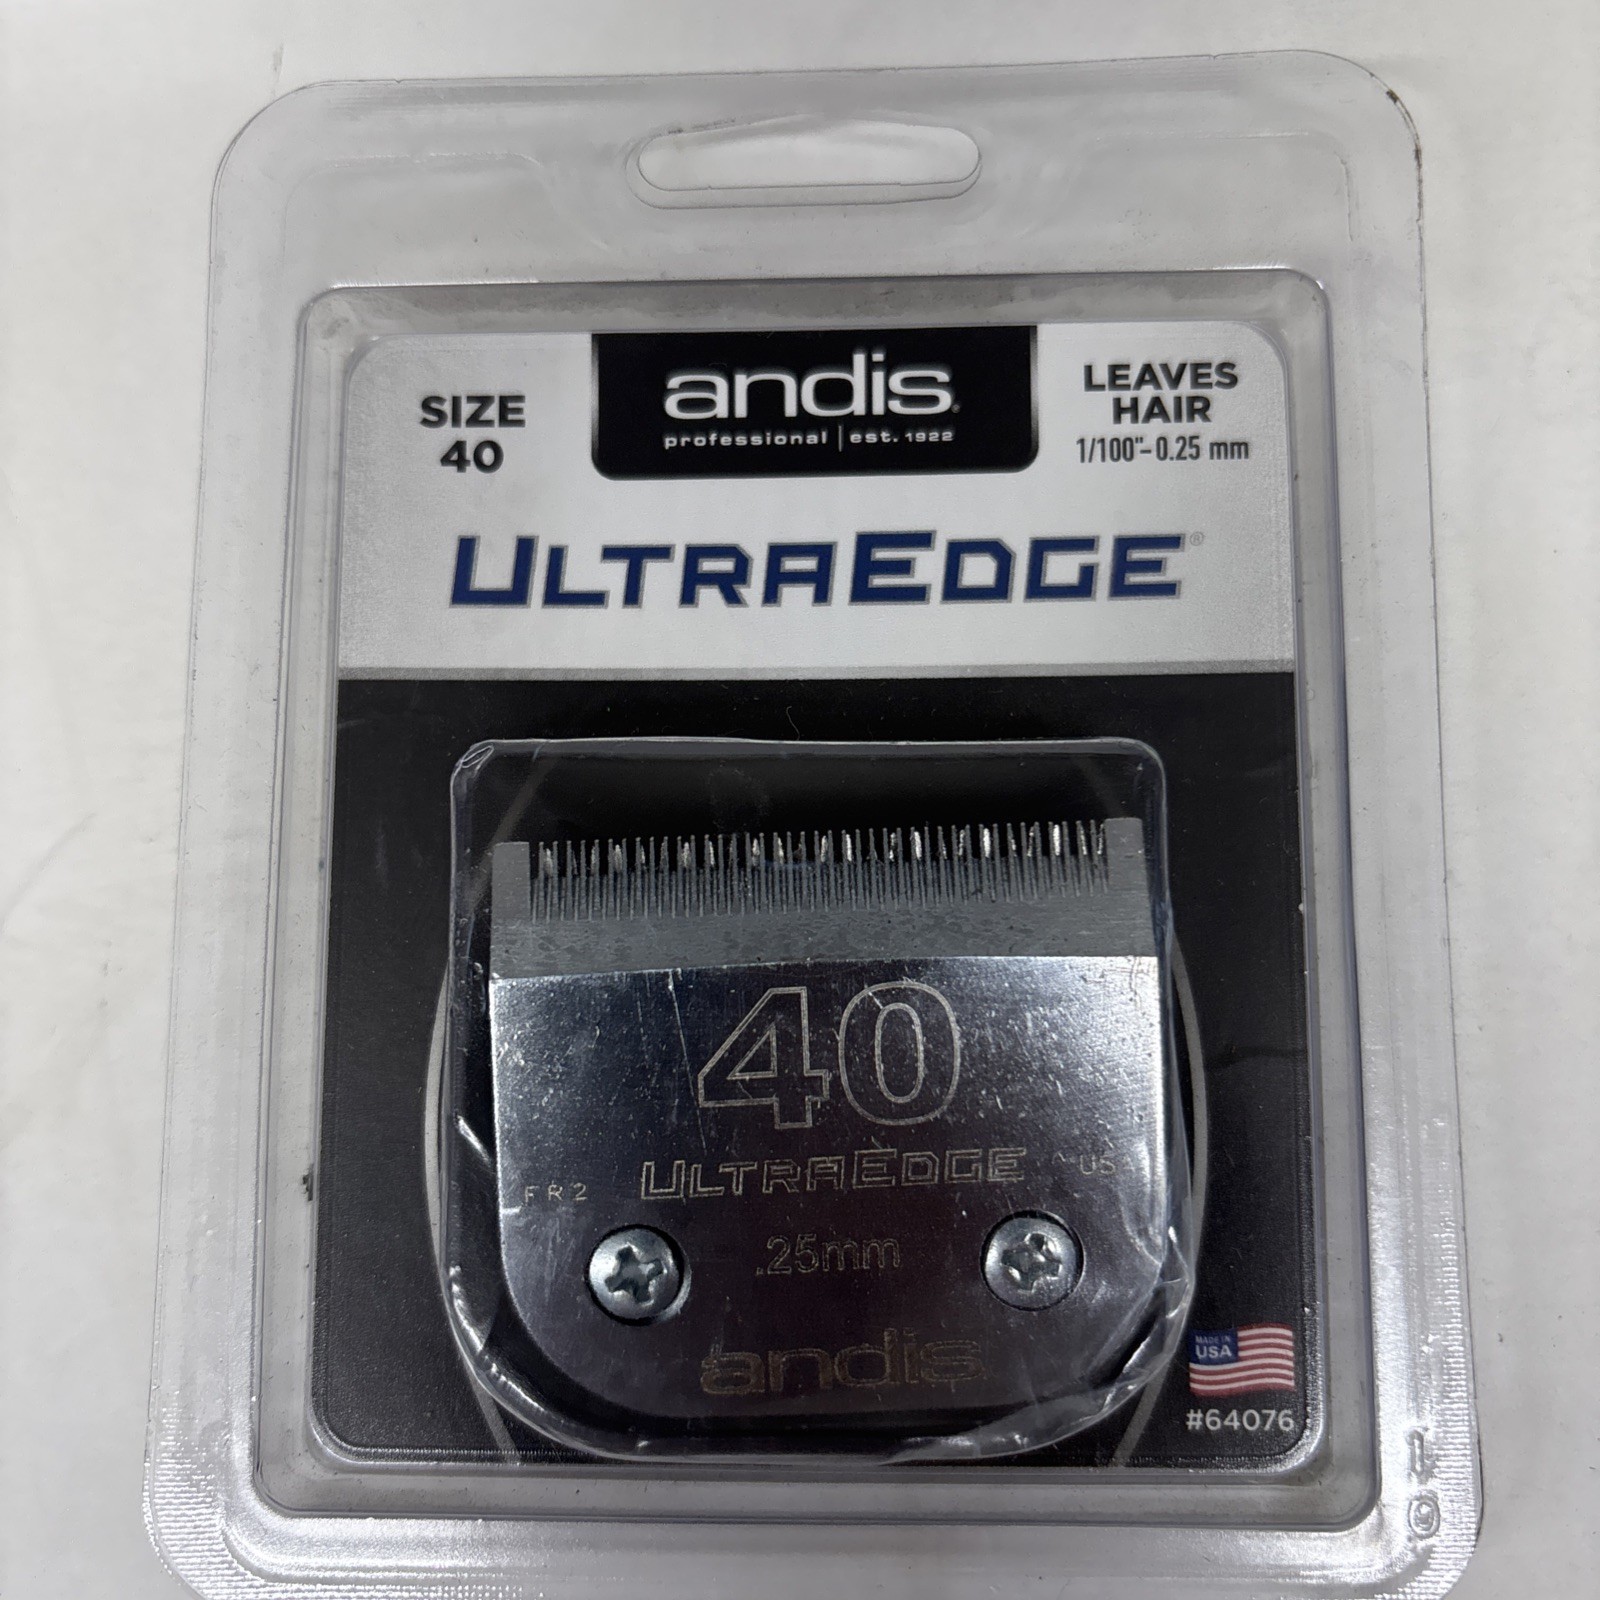 SIZE
40
andis
professional | est. 1922
LEAVES
HAIR
1/100"-0.25 mm
ULTRAEDGE®
40
ULTRAEDGE
FR2
US
.25mm
andis
MADE IN
USA
#64076